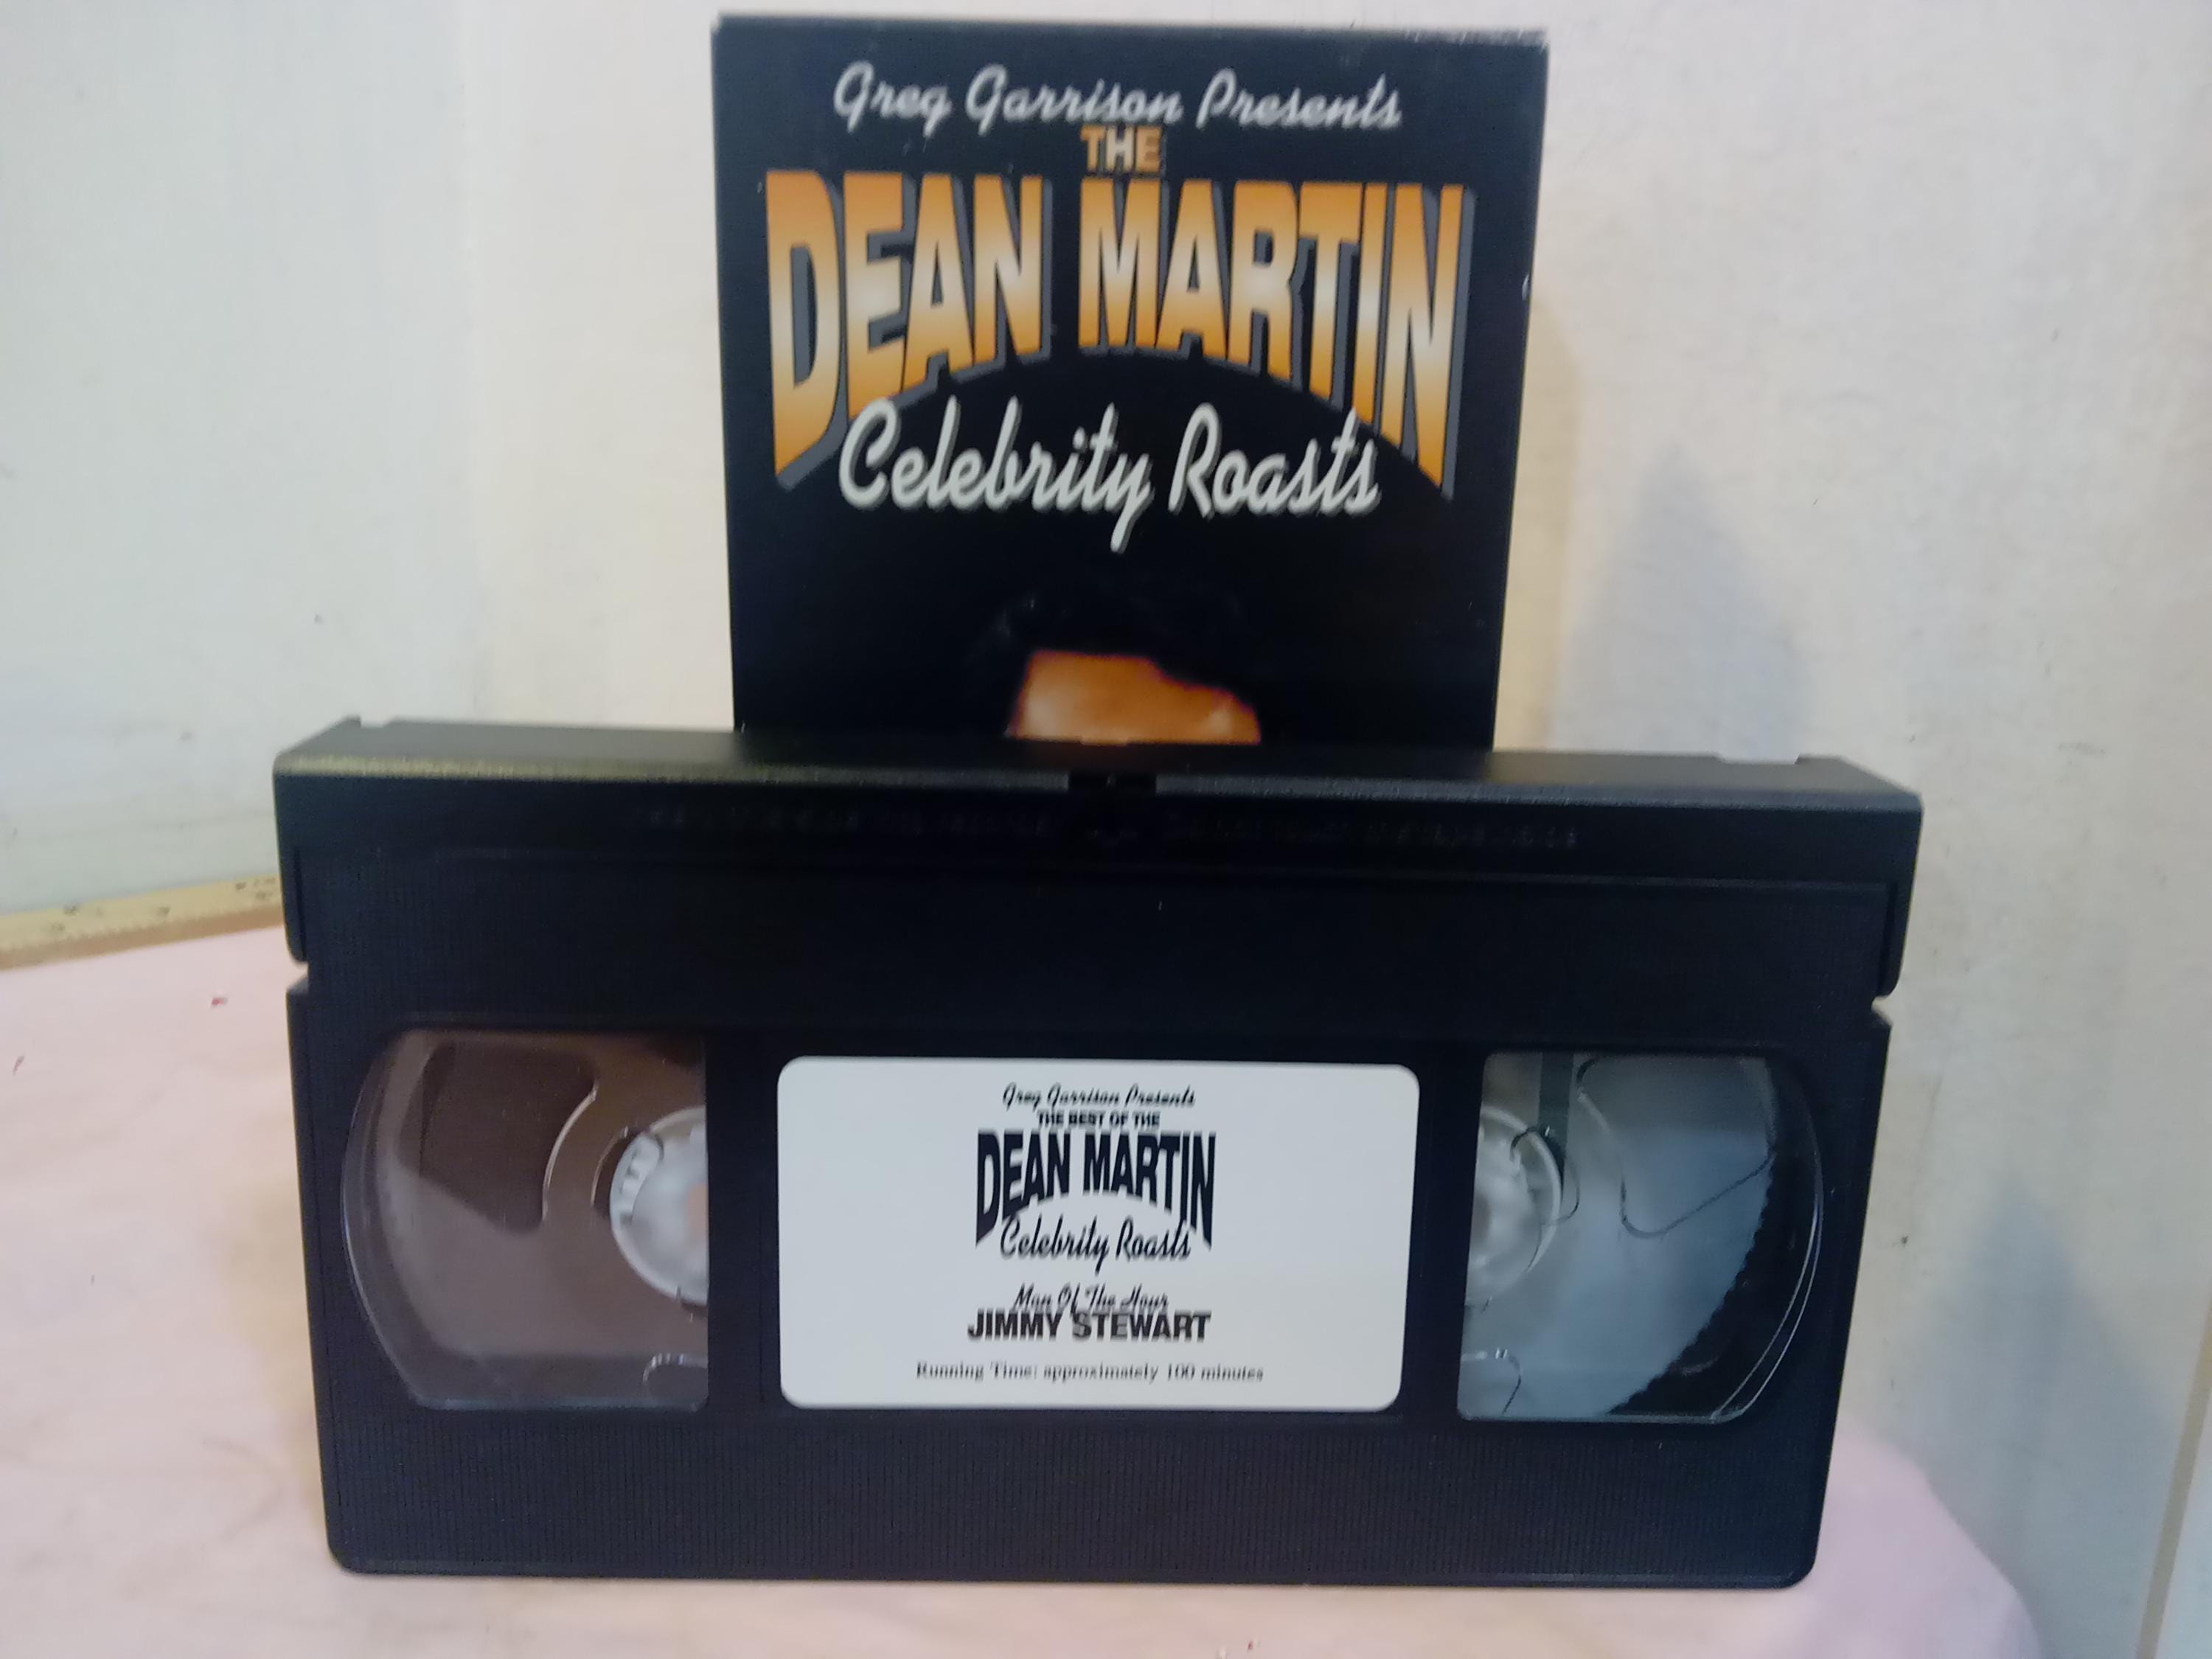 Greg Garrison Presents
THE
DEAN MARTIN
Celebrity Roasts
Greg Garrison Presents
THE BEST OF THE
DEAN MARTIN
Celebrity Roasts
Man Of The Hour
JIMMY STEWART
Running Time: approximately 100 minutes